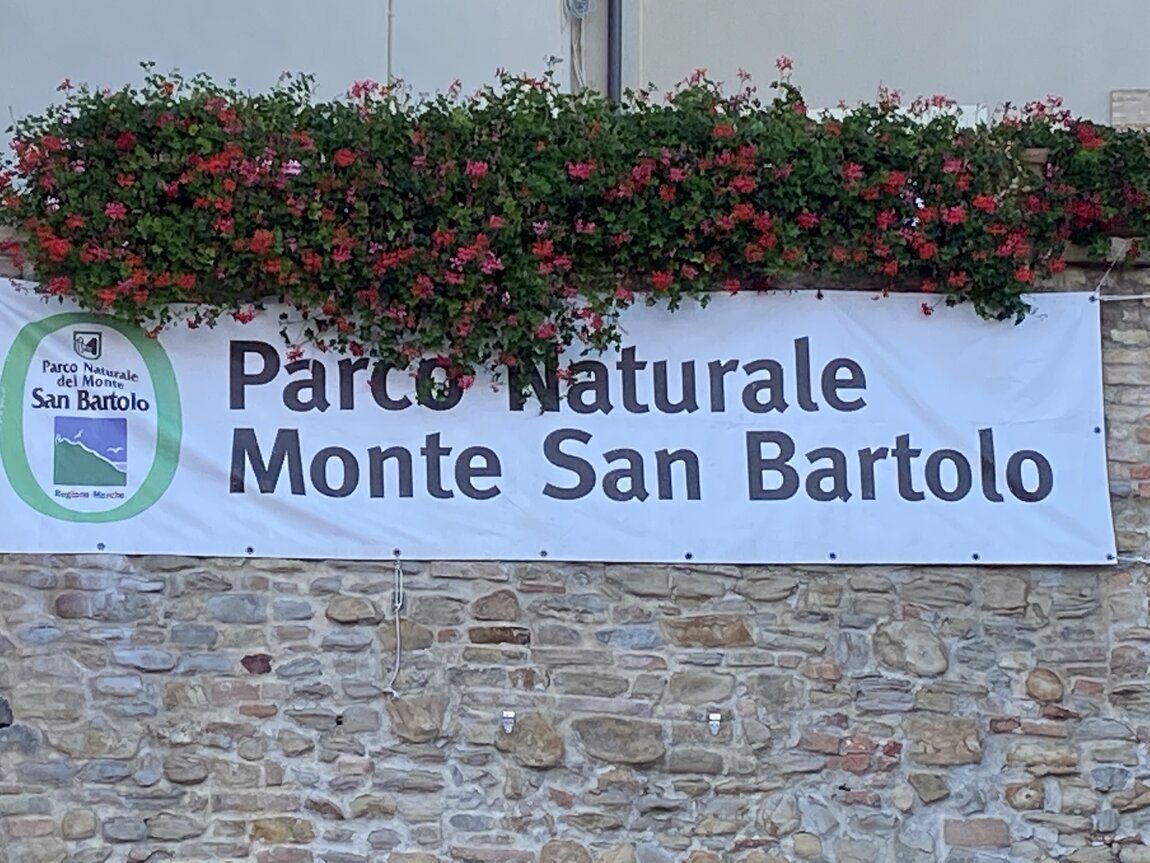 Parco Naturale
del Monte
San Bartolo
Regione Marche
Parco Naturale
Monte San Bartolo